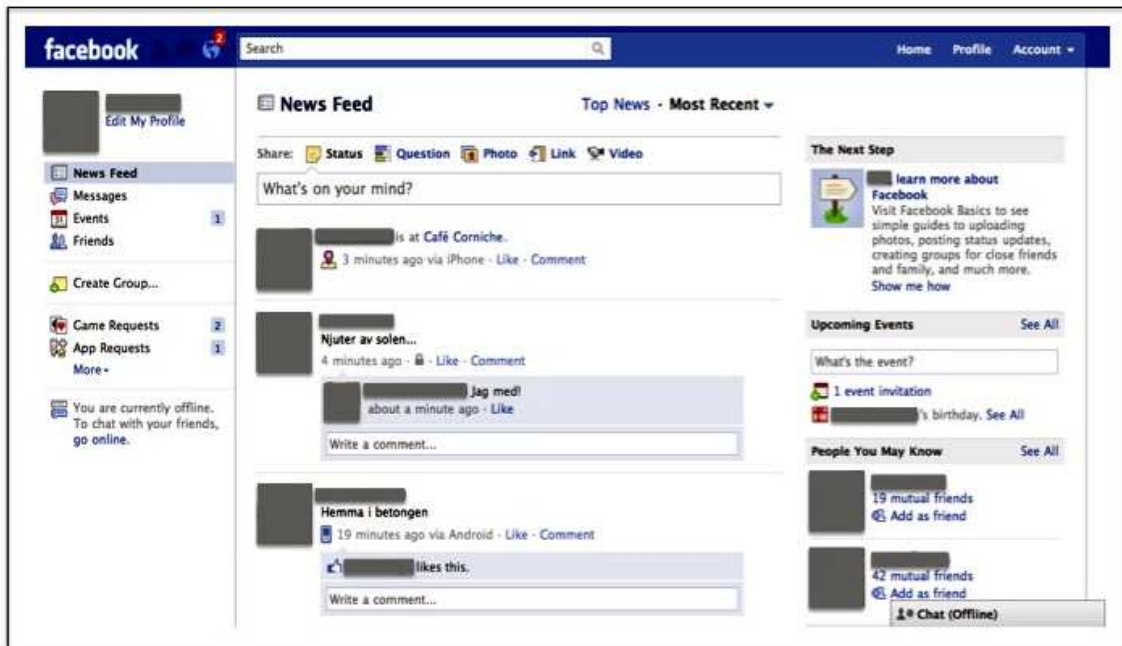 facebook
2
Search
Home Profile Account
Edit My Profile
News Feed
Messages
Events 1
Friends
Create Group...
Game Requests 2
App Requests 1
More
You are currently offline.
To chat with your friends,
go online.
News Feed
Top News · Most Recent
Share: Status Question Photo Link Video
What's on your mind?
is at Café Corniche.
3 minutes ago via iPhone · Like · Comment
Njuter av solen...
4 minutes ago · Like · Comment
Jag med!
about a minute ago · Like
Write a comment...
Hemma i betongen
19 minutes ago via Android · Like · Comment
likes this.
Write a comment...
The Next Step
learn more about
Facebook
Visit Facebook Basics to see
simple guides to uploading
photos, posting status updates,
creating groups for close friends
and family, and much more.
Show me how
Upcoming Events See All
What's the event?
31
1 event invitation
's birthday. See All
People You May Know See All
19 mutual friends
Add as friend
42 mutual friends
Add as friend
Chat (Offline)